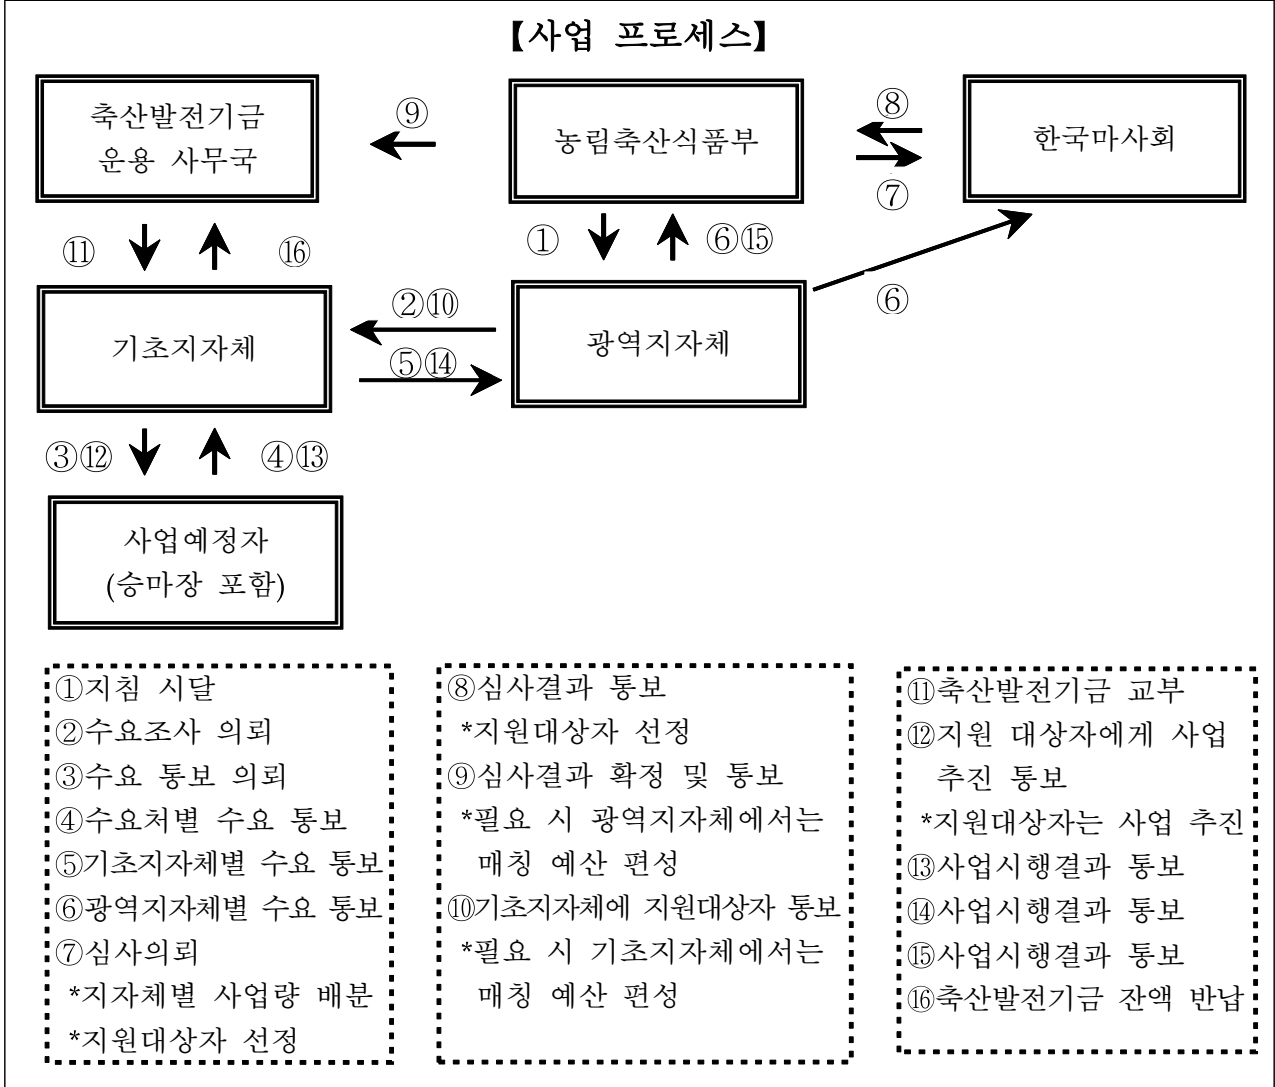 【사업 프로세스】
축산발전기금
운용 사무국
⑨
농림축산식품부
⑧
⑦
한국마사회
⑪
⑯
①
⑥⑮
⑥
기초지자체
②⑩
⑤⑭
광역지자체
③⑫
④⑬
사업예정자
(승마장 포함)
①지침 시달
②수요조사 의뢰
③수요 통보 의뢰
④수요처별 수요 통보
⑤기초지자체별 수요 통보
⑥광역지자체별 수요 통보
⑦심사의뢰
*지자체별 사업량 배분
*지원대상자 선정
⑧심사결과 통보
*지원대상자 선정
⑨심사결과 확정 및 통보
*필요 시 광역지자체에서는
매칭 예산 편성
⑩기초지자체에 지원대상자 통보
*필요 시 기초지자체에서는
매칭 예산 편성
⑪축산발전기금 교부
⑫지원 대상자에게 사업
추진 통보
*지원대상자는 사업 추진
⑬사업시행결과 통보
⑭사업시행결과 통보
⑮사업시행결과 통보
⑯축산발전기금 잔액 반납